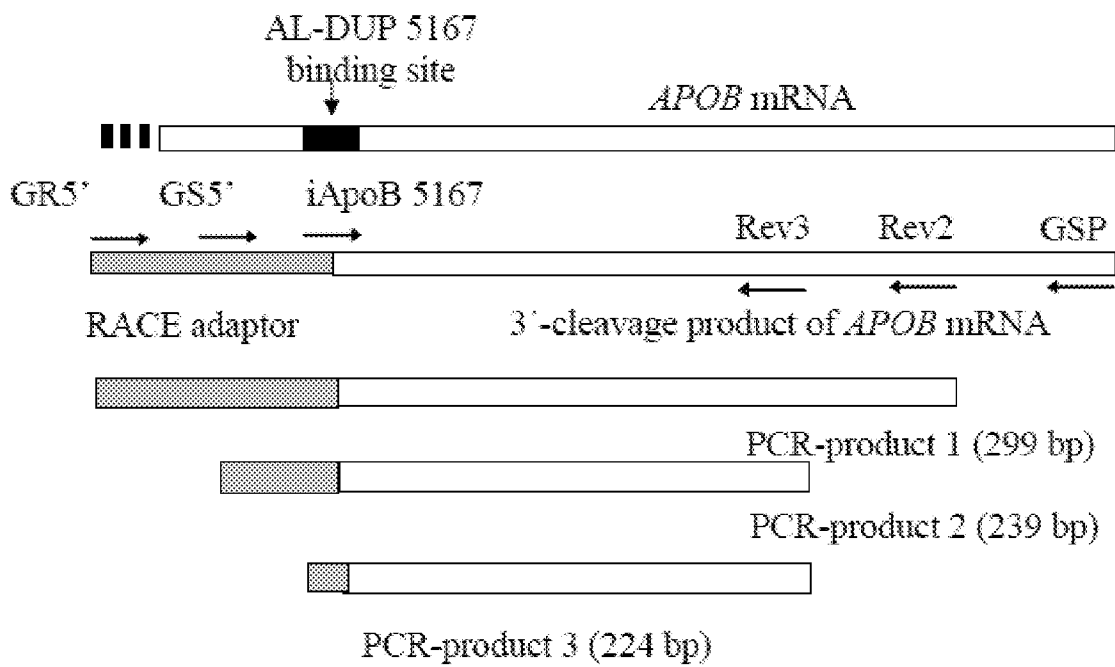 AL-DUP 5167
binding site
APOB mRNA
GR5’ GS5’ iApoB 5167
Rev3 Rev2 GSP
RACE adaptor 3´-cleavage product of APOB mRNA
PCR-product 1 (299 bp)
PCR-product 2 (239 bp)
PCR-product 3 (224 bp)